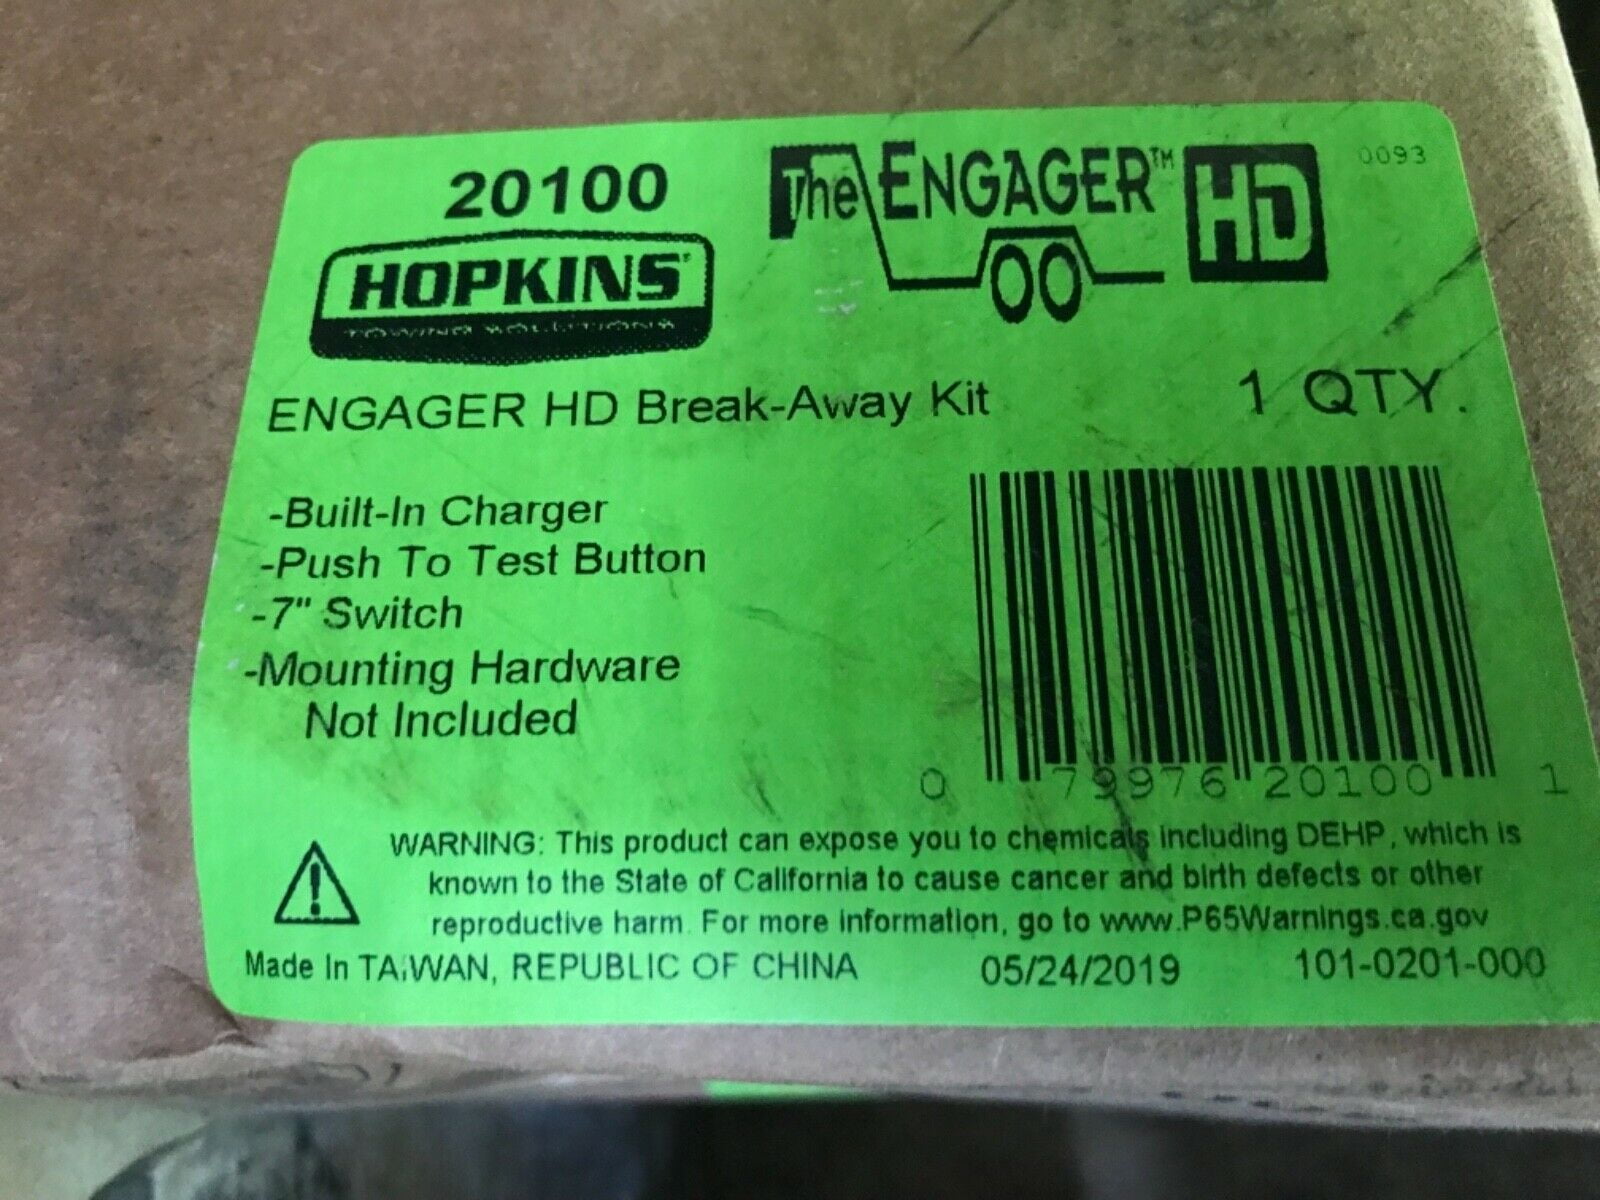 20100
HOPKINS
TOWING SOLUTIONS
The ENGAGER™ HD
0093
ENGAGER HD Break-Away Kit
1 QTY.
-Built-In Charger
-Push To Test Button
-7" Switch
-Mounting Hardware
Not Included
0 79976 20100 1
WARNING: This product can expose you to chemicals including DEHP, which is
known to the State of California to cause cancer and birth defects or other
reproductive harm. For more information, go to www.P65Warnings.ca.gov
Made In TAIWAN, REPUBLIC OF CHINA 05/24/2019 101-0201-000